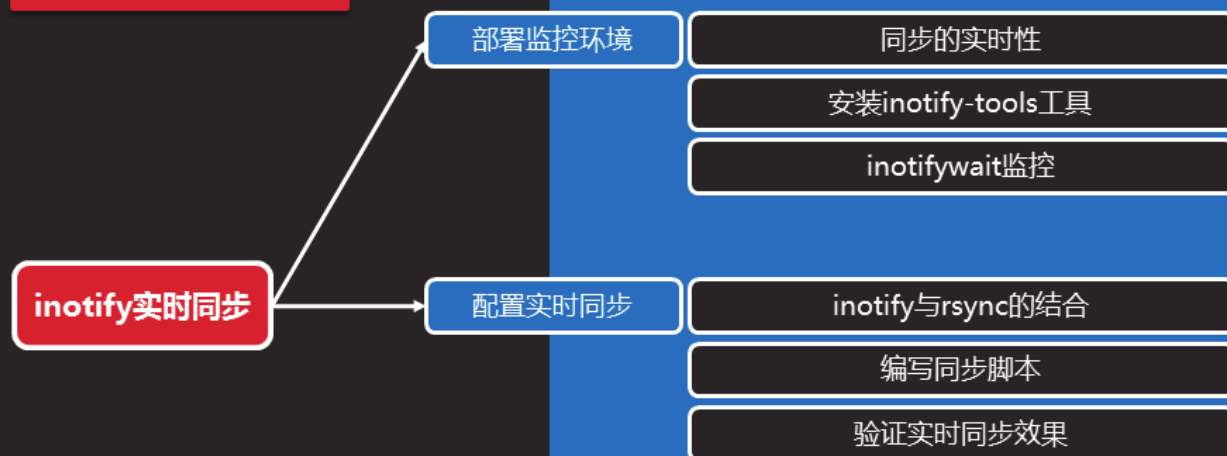 部署监控环境
同步的实时性
安装inotify-tools工具
inotifywait监控
inotify实时同步
配置实时同步
inotify与rsync的结合
编写同步脚本
验证实时同步效果